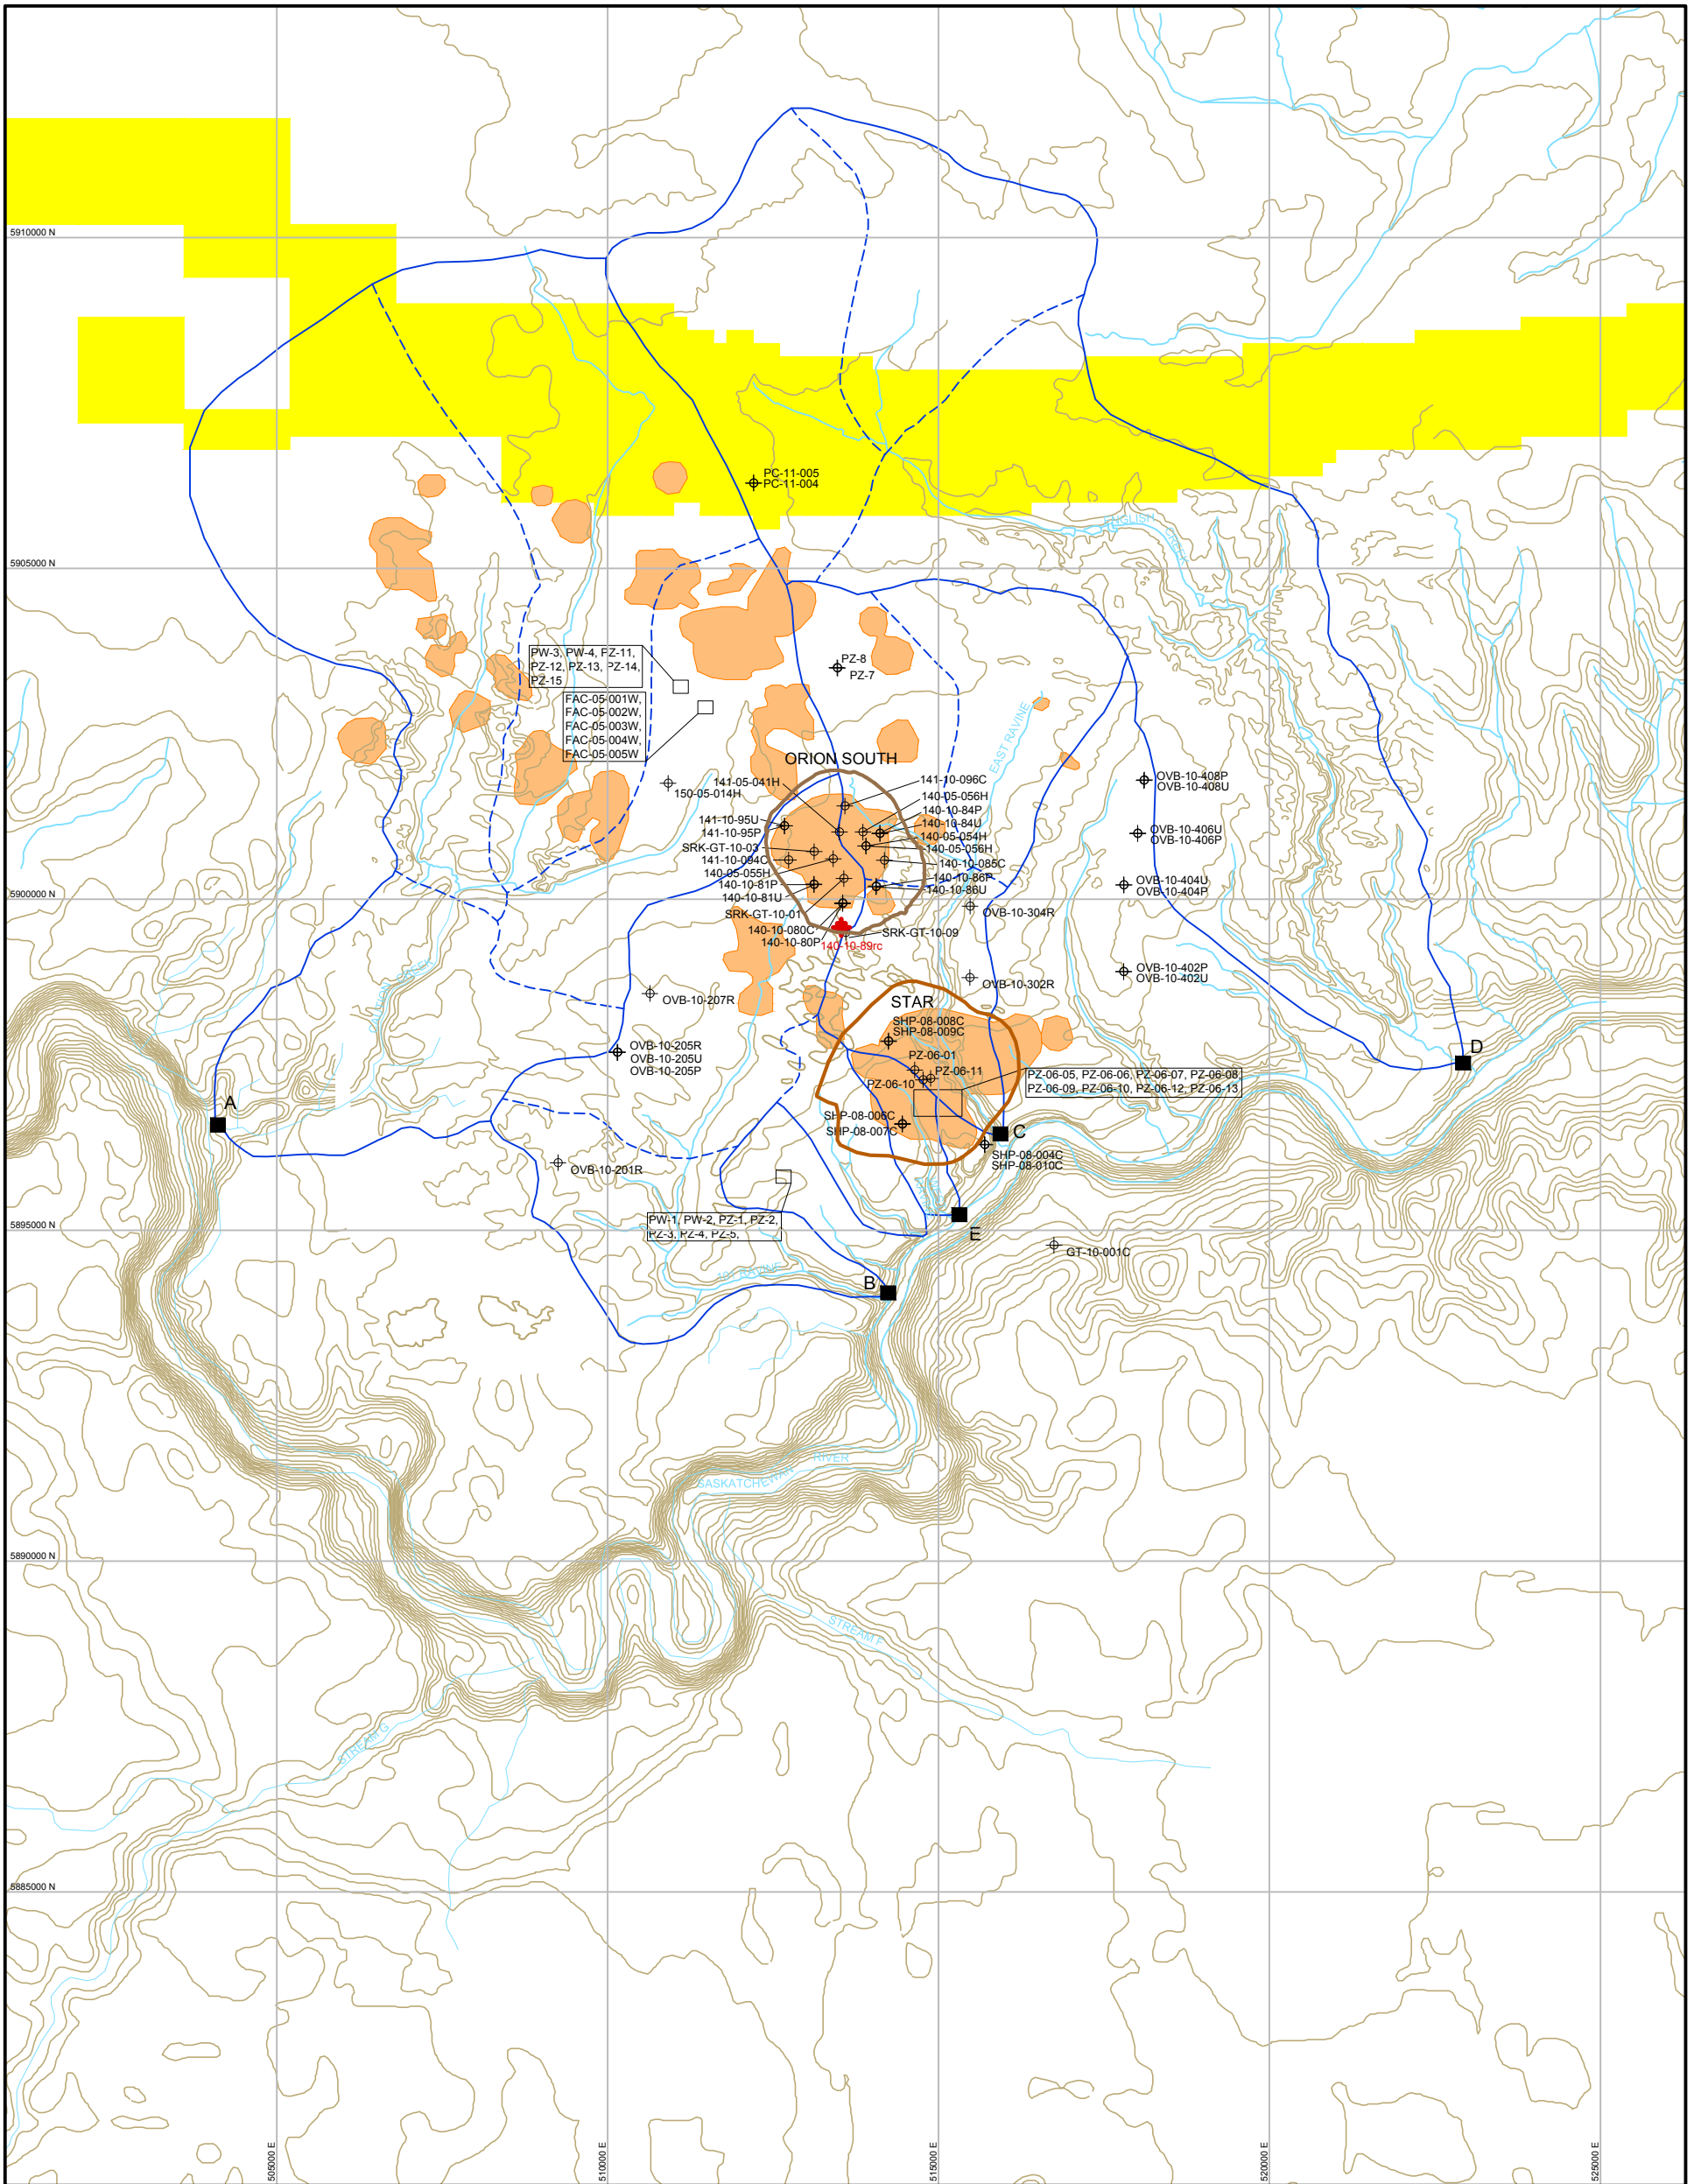 5910000 N
PC-11-005
PC-11-004
ENGLISH
CREEK
5905000 N
PW-3, PW-4, PZ-11,
PZ-12, PZ-13, PZ-14,
PZ-15
PZ-8
PZ-7
FAC-05-001W,
FAC-05-002W,
FAC-05-003W,
FAC-05-004W,
FAC-05-005W
EAST RAVINE
ORION SOUTH
141-05-041H
150-05-014H
141-10-096C
140-05-056H
140-10-84P
140-10-84U
140-05-054H
140-05-056H
140-10-085C
140-10-86P
140-10-86U
141-10-95U
141-10-95P
SRK-GT-10-03
141-10-094C
140-05-055H
140-10-81P
140-10-81U
SRK-GT-10-01
140-10-080C
140-10-80P
140-10-89rc
SRK-GT-10-09
OVB-10-408P
OVB-10-408U
OVB-10-406U
OVB-10-406P
OVB-10-404U
OVB-10-404P
5900000 N
OVB-10-304R
OVB-10-402P
OVB-10-402U
OVB-10-302R
OVB-10-207R
STAR
SHP-08-008C
SHP-08-009C
OVB-10-205R
OVB-10-205U
OVB-10-205P
PZ-06-01
PZ-06-11
PZ-06-10
PZ-06-05, PZ-06-06, PZ-06-07, PZ-06-08
PZ-06-09, PZ-06-10, PZ-06-12, PZ-06-13
D
A
SHP-08-006C
SHP-08-007C
C
SHP-08-004C
SHP-08-010C
OVB-10-201R
PW-1, PW-2, PZ-1, PZ-2,
PZ-3, PZ-4, PZ-5,
5895000 N
E
GT-10-001C
101 RAVINE
B
SASKATCHEWAN RIVER
5890000 N
STREAM F
STREAM G
5885000 N
505000 E
510000 E
515000 E
520000 E
525000 E